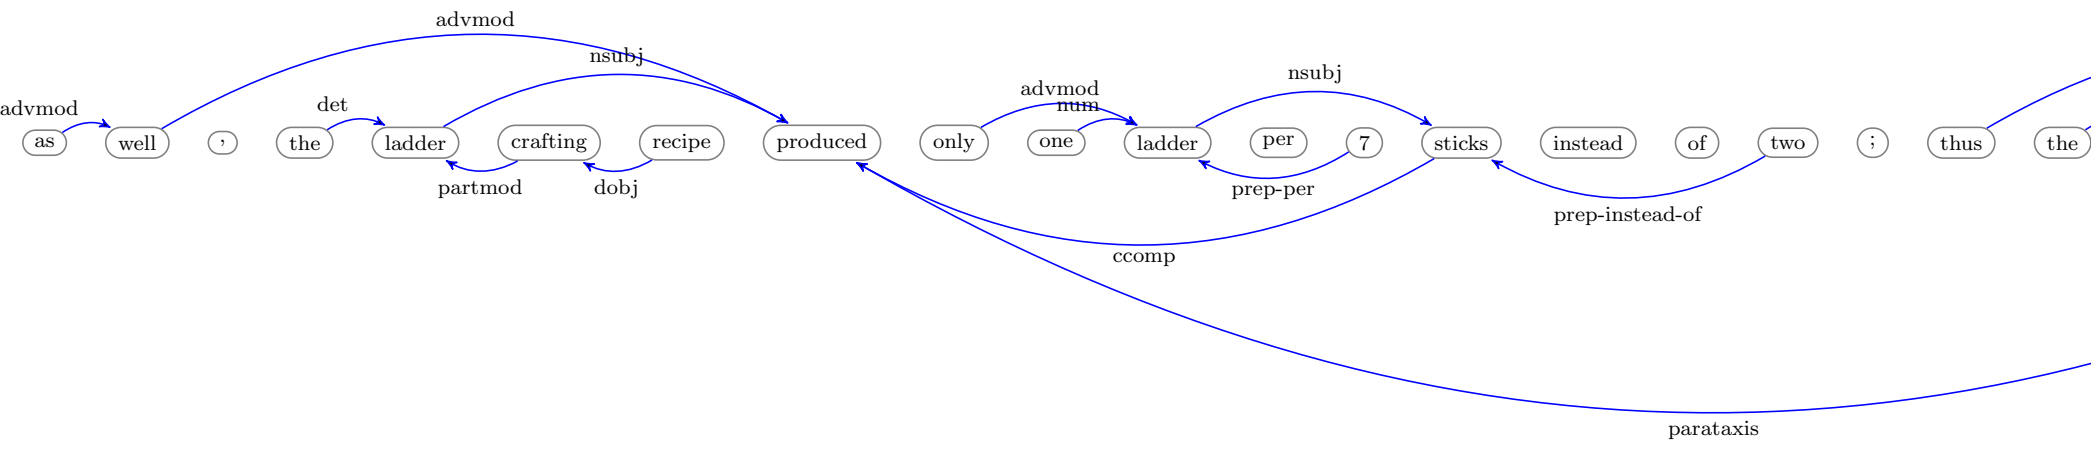 advmod
nsubj
nsubj
advmod
det
num
advmod
as well , the ladder crafting recipe produced only one ladder per 7 sticks instead of two ; thus the
partmod
dobj
prep-per
prep-instead-of
ccomp
parataxis